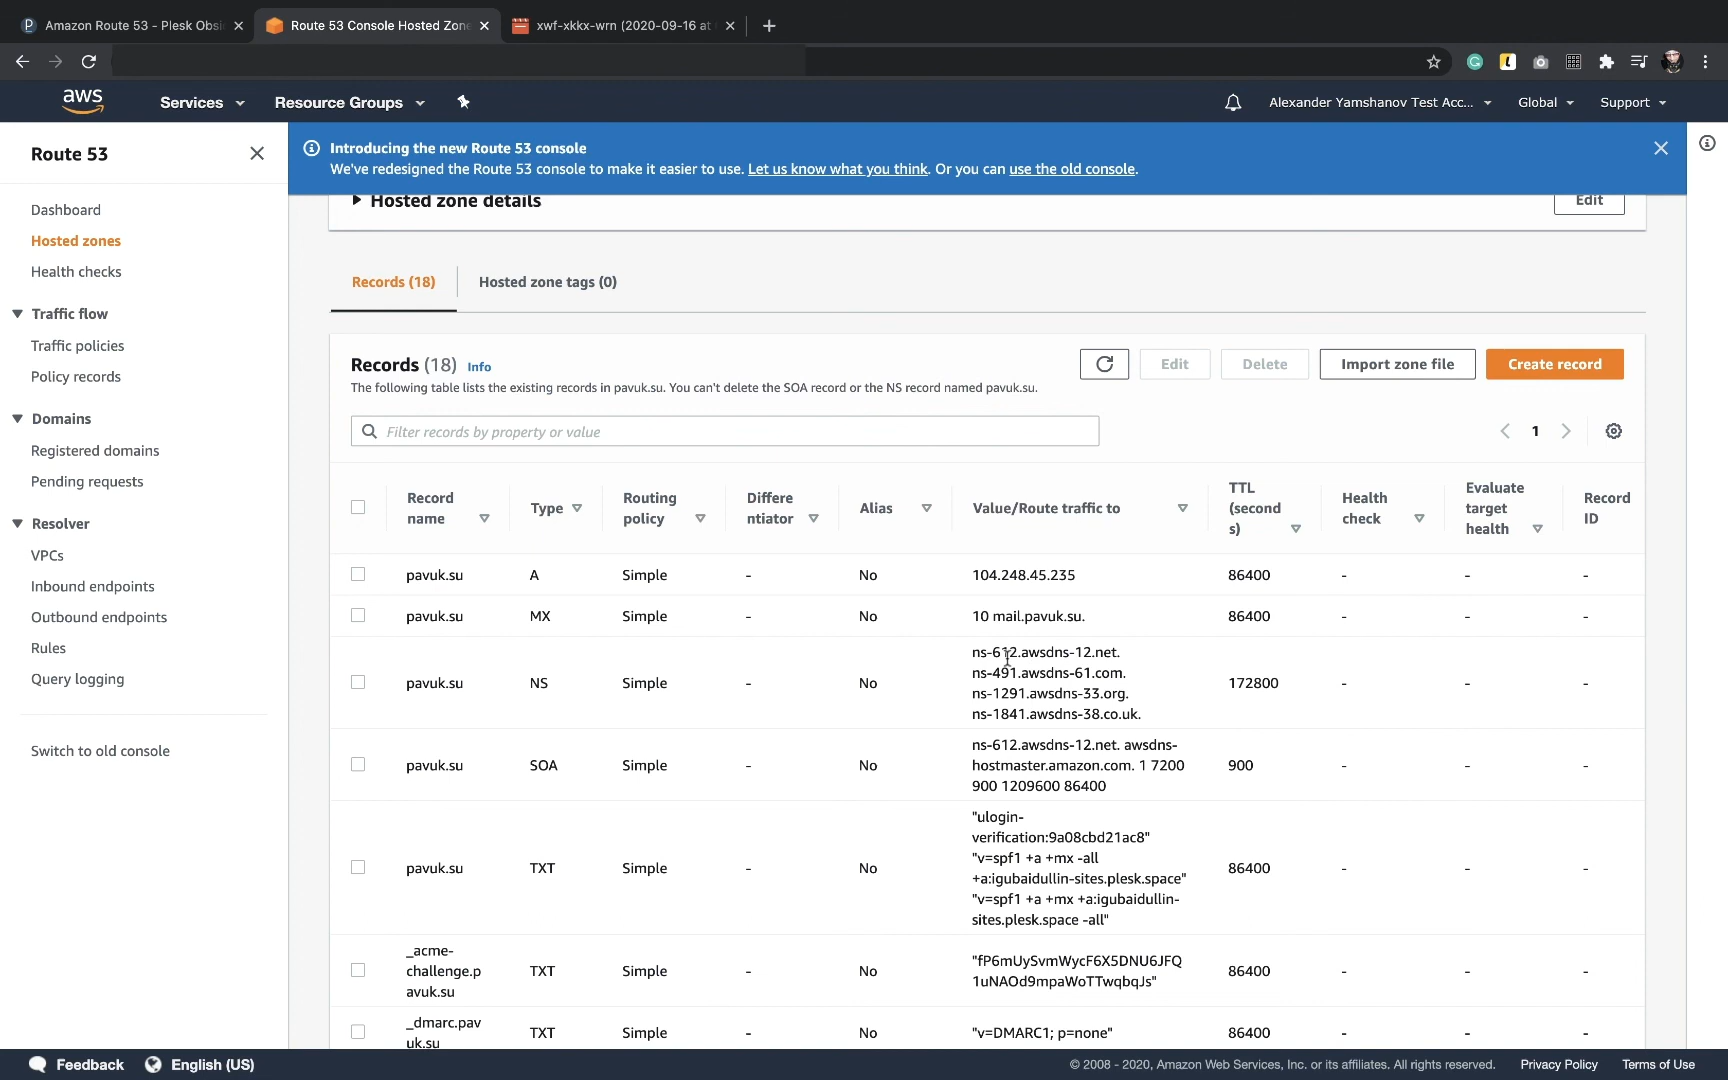 Amazon Route 53 - Plesk Obsi
Route 53 Console Hosted Zone
xwf-xkkx-wrn (2020-09-16 at
aws
Services
Resource Groups
Alexander Yamshanov Test Acc...
Global
Support
Route 53
Dashboard
Hosted zones
Health checks
Traffic flow
Traffic policies
Policy records
Domains
Registered domains
Pending requests
Resolver
VPCs
Inbound endpoints
Outbound endpoints
Rules
Query logging
Switch to old console
Introducing the new Route 53 console
We've redesigned the Route 53 console to make it easier to use. Let us know what you think. Or you can use the old console.
Hosted zone details
Edit
Records (18)
Hosted zone tags (0)
Records (18) Info
The following table lists the existing records in pavuk.su. You can't delete the SOA record or the NS record named pavuk.su.
Edit
Delete
Import zone file
Create record
Filter records by property or value
1
Record
name
Type
Routing
policy
Differe
ntiator
Alias
Value/Route traffic to
TTL
(second
s)
Health
check
Evaluate
target
health
Record
ID
pavuk.su A Simple - No 104.248.45.235 86400 - - -
pavuk.su MX Simple - No 10 mail.pavuk.su. 86400 - - -
pavuk.su NS Simple - No
ns-612.awsdns-12.net.
ns-491.awsdns-61.com.
ns-1291.awsdns-33.org.
ns-1841.awsdns-38.co.uk.
172800 - - -
pavuk.su SOA Simple - No
ns-612.awsdns-12.net. awsdns-
hostmaster.amazon.com. 1 7200
900 1209600 86400
900 - - -
pavuk.su TXT Simple - No
"ulogin-
verification:9a08cbd21ac8"
"v=spf1 +a +mx -all
+a:igubaidullin-sites.plesk.space"
"v=spf1 +a +mx +a:igubaidullin-
sites.plesk.space -all"
86400 - - -
_acme-
challenge.p
avuk.su
TXT Simple - No
"fP6mUySvmWycF6X5DNU6JFQ
1uNAOd9mpaWoTTwqbqJs"
86400 - - -
_dmarc.pav
uk.su
TXT Simple - No "v=DMARC1; p=none" 86400 - - -
Feedback
English (US)
© 2008 - 2020, Amazon Web Services, Inc. or its affiliates. All rights reserved.
Privacy Policy
Terms of Use